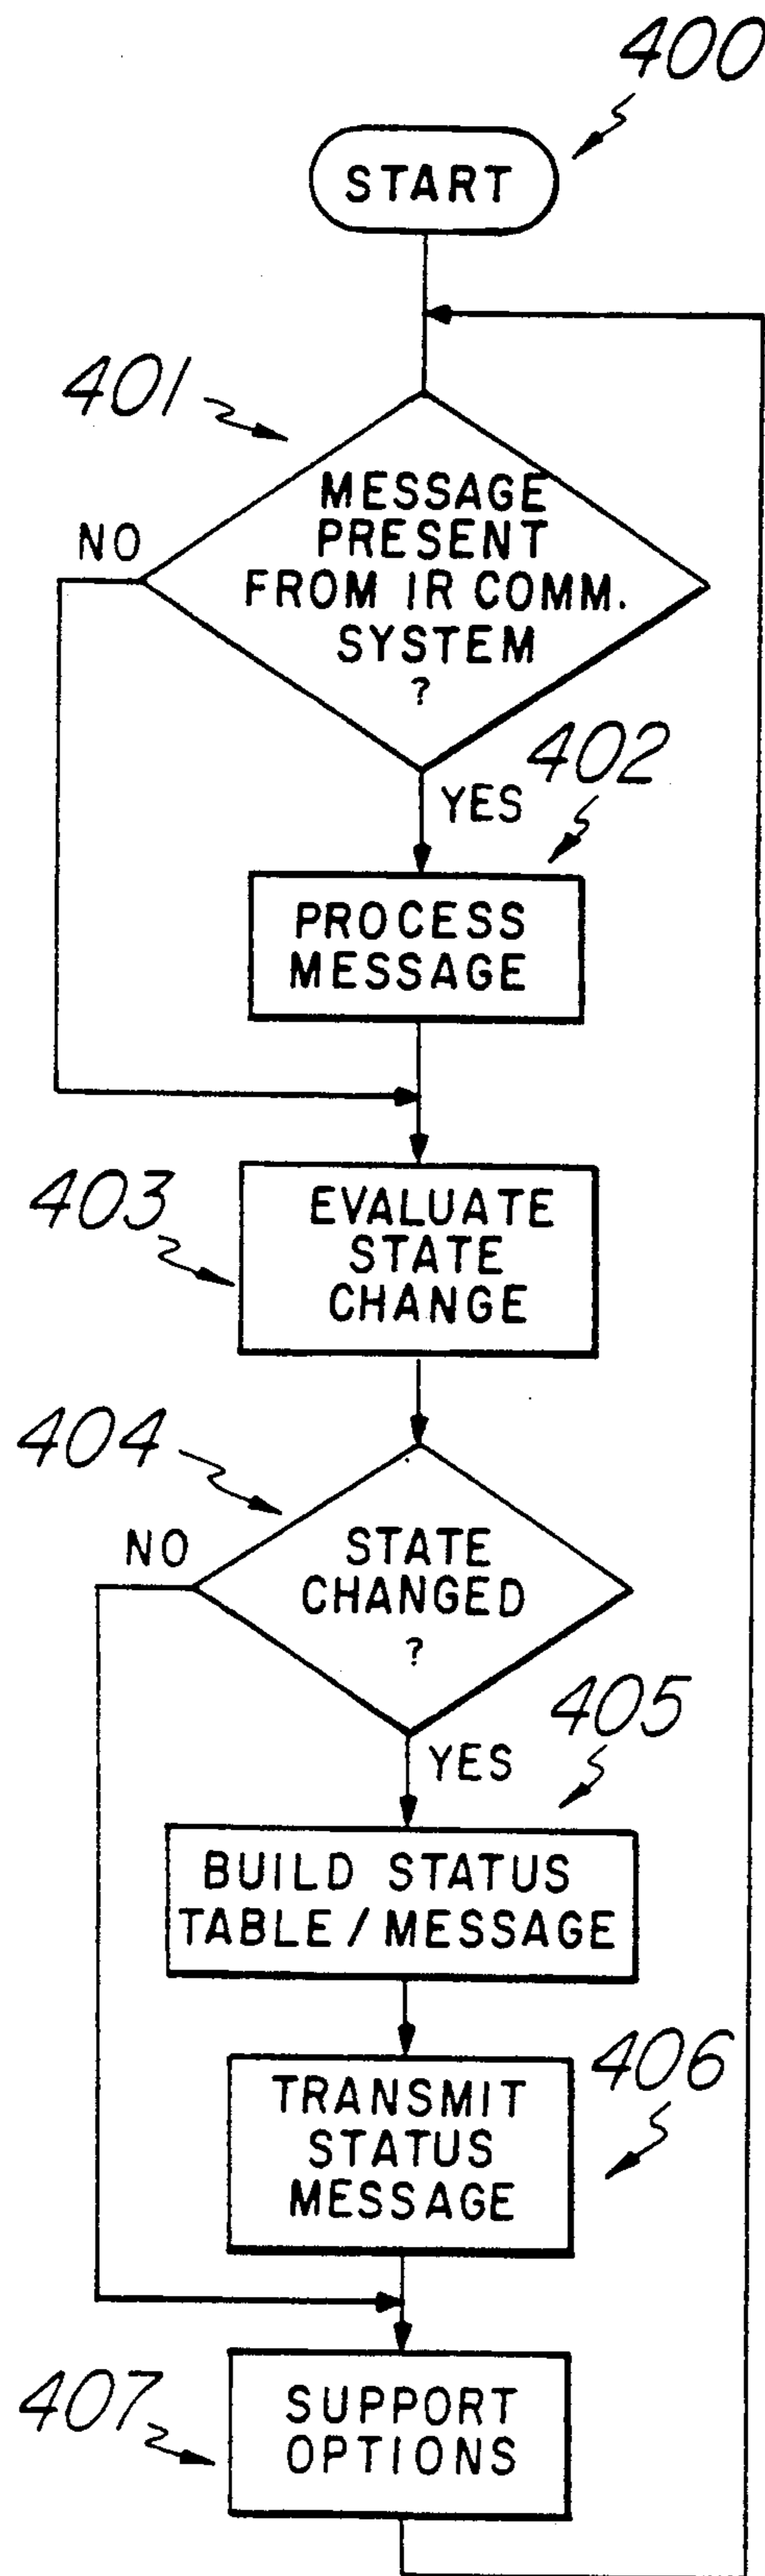 400
START
401
MESSAGE
PRESENT
FROM IR COMM.
SYSTEM
?
NO
402
YES
PROCESS
MESSAGE
403
EVALUATE
STATE
CHANGE
404
NO
STATE
CHANGED
?
405
YES
BUILD STATUS
TABLE / MESSAGE
406
TRANSMIT
STATUS
MESSAGE
407
SUPPORT
OPTIONS